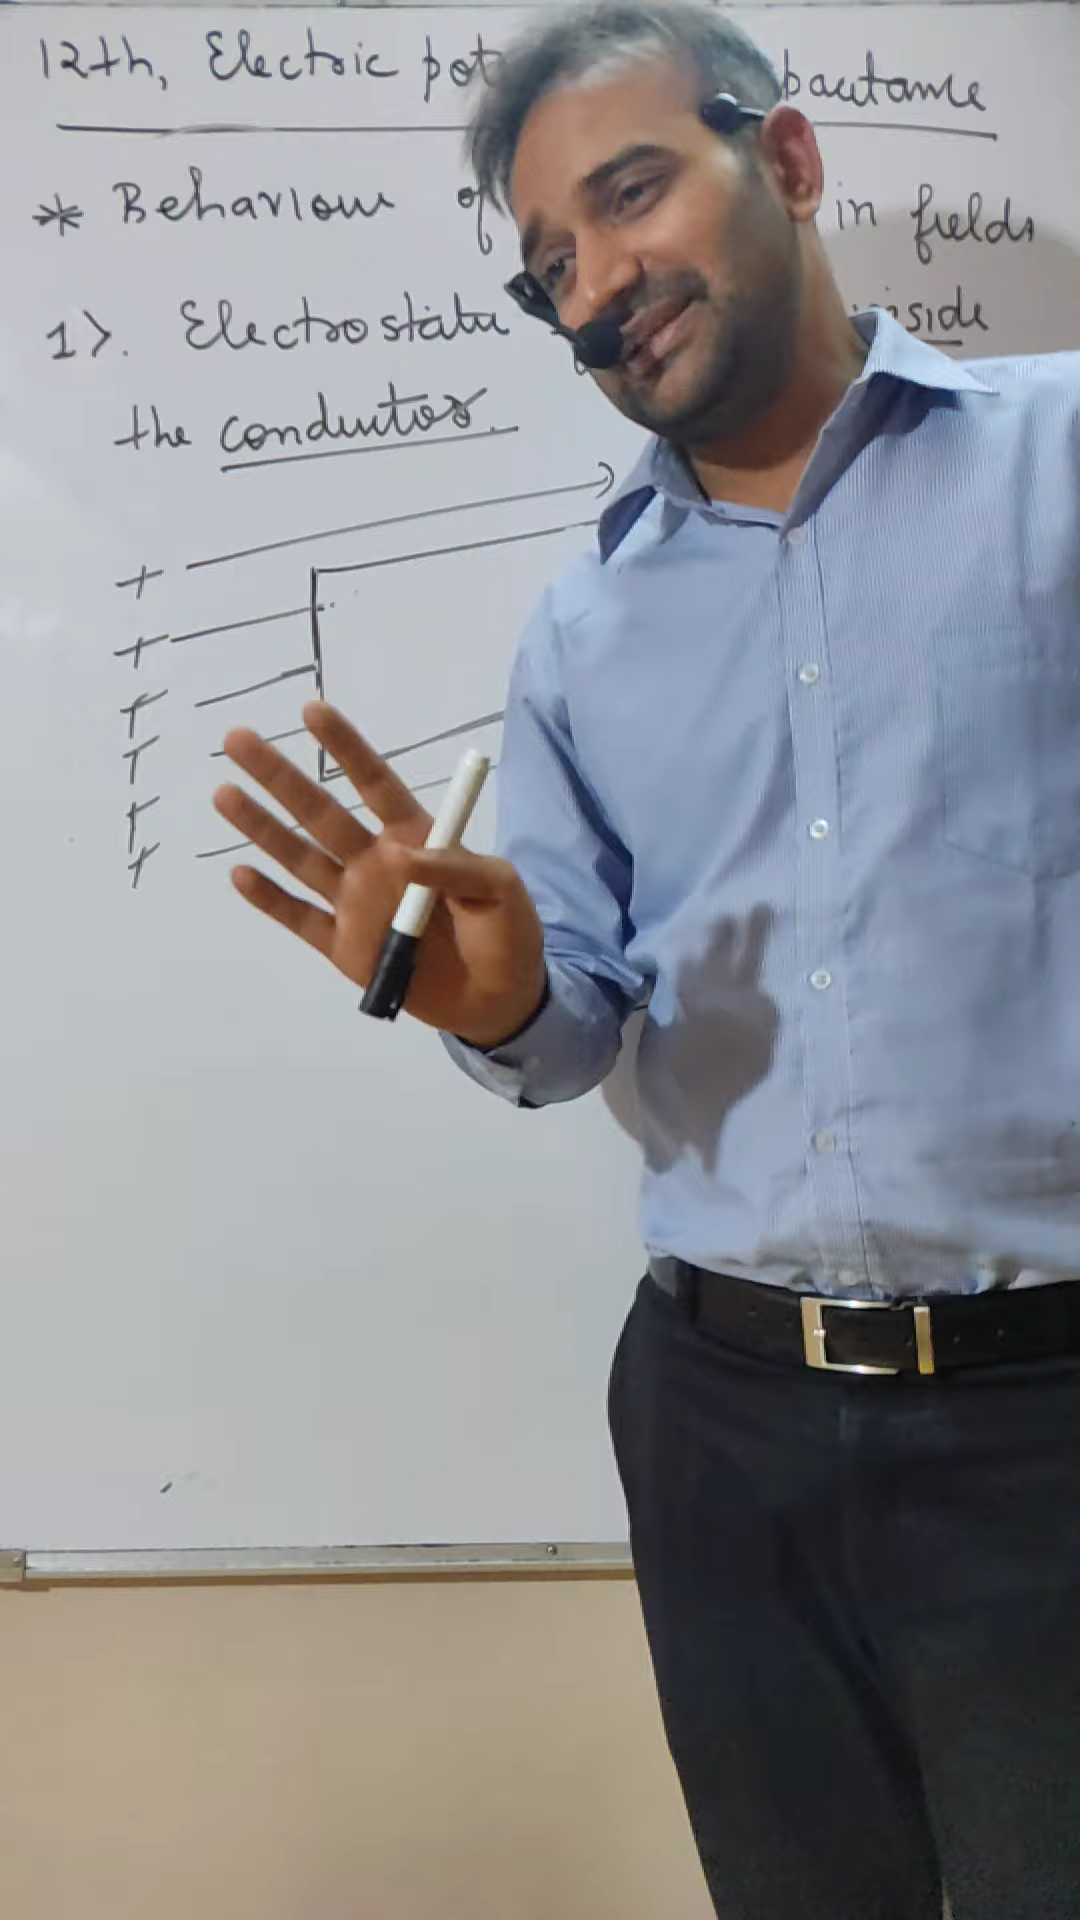 12th, Electric pot pacitance
* Behaviour of in fields
1>. Electrostatic inside
the conductor.
+
+
+
+
+
+